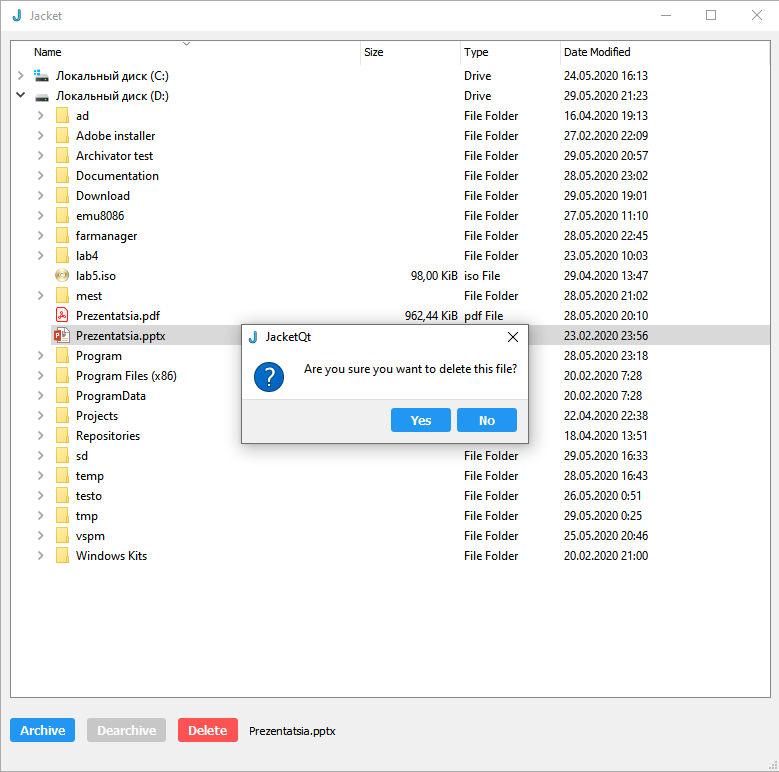 Jacket
Name Size Type Date Modified
Локальный диск (C:) Drive 24.05.2020 16:13
Локальный диск (D:) Drive 29.05.2020 21:23
ad File Folder 16.04.2020 19:13
Adobe installer File Folder 27.02.2020 22:09
Archivator test File Folder 29.05.2020 20:57
Documentation File Folder 28.05.2020 23:02
Download File Folder 29.05.2020 19:01
emu8086 File Folder 27.05.2020 11:10
farmanager File Folder 28.05.2020 22:45
lab4 File Folder 23.05.2020 10:03
lab5.iso 98,00 KiB iso File 29.04.2020 13:47
mest File Folder 28.05.2020 21:02
Prezentatsia.pdf 962,44 KiB pdf File 28.05.2020 20:10
Prezentatsia.pptx 23.02.2020 23:56
Program 28.05.2020 23:18
Program Files (x86) 20.02.2020 7:28
ProgramData 20.02.2020 7:28
Projects 22.04.2020 22:38
Repositories 18.04.2020 13:51
sd File Folder 29.05.2020 16:33
temp File Folder 28.05.2020 16:43
testo File Folder 26.05.2020 0:51
tmp File Folder 29.05.2020 0:25
vspm File Folder 25.05.2020 20:46
Windows Kits File Folder 20.02.2020 21:00
JacketQt
Are you sure you want to delete this file?
Yes No
Archive Dearchive Delete Prezentatsia.pptx